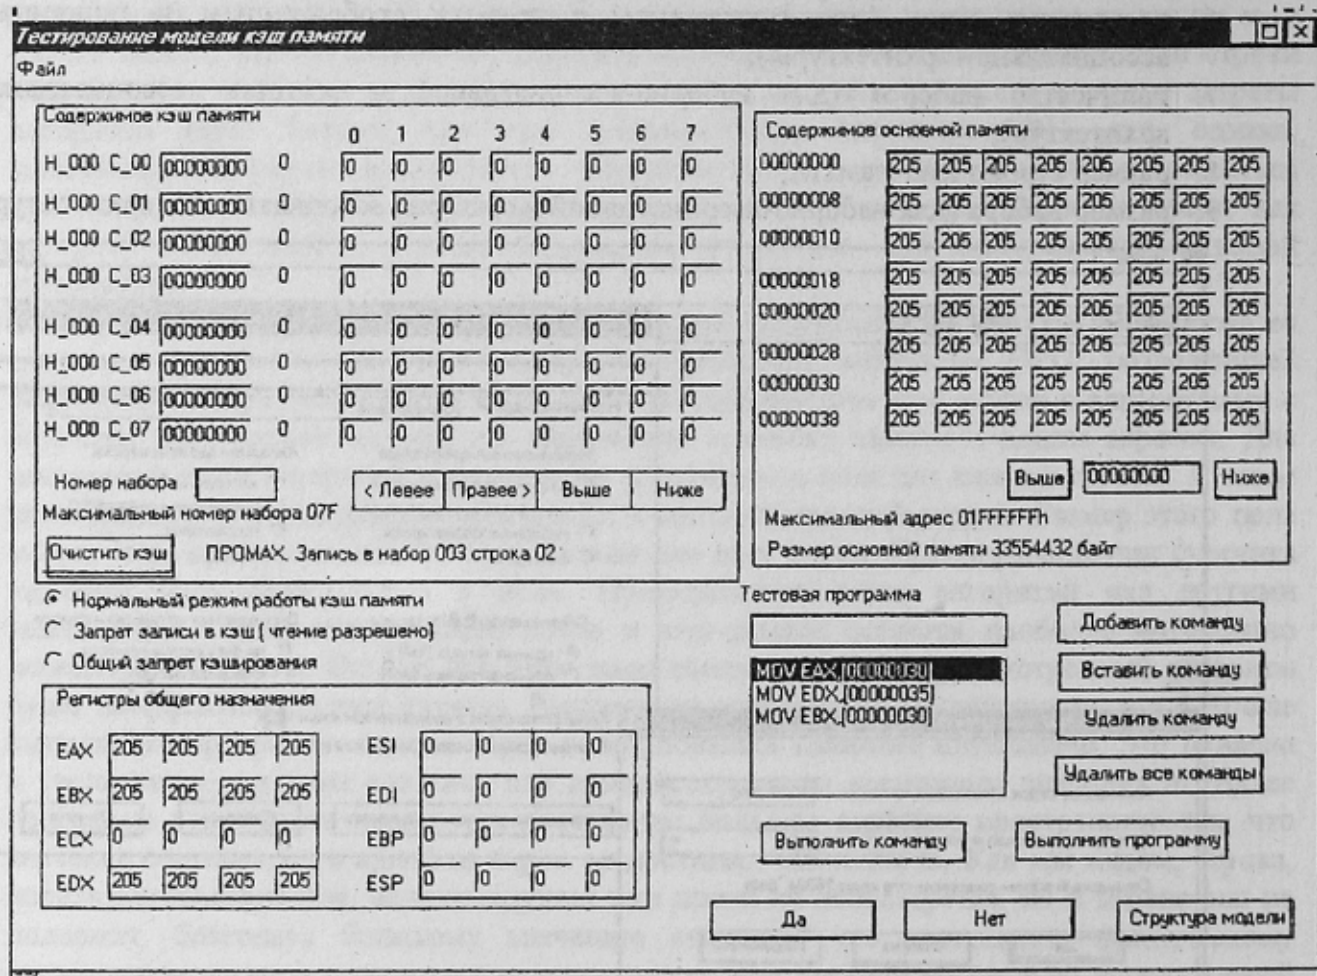 Тестирование модели кэш памяти
Файл
Содержимое кэш памяти
0 1 2 3 4 5 6 7
H_000 C_00 00000000 0 0 0 0 0 0 0 0 0
H_000 C_01 00000000 0 0 0 0 0 0 0 0 0
H_000 C_02 00000000 0 0 0 0 0 0 0 0 0
H_000 C_03 00000000 0 0 0 0 0 0 0 0 0
H_000 C_04 00000000 0 0 0 0 0 0 0 0 0
H_000 C_05 00000000 0 0 0 0 0 0 0 0 0
H_000 C_06 00000000 0 0 0 0 0 0 0 0 0
H_000 C_07 00000000 0 0 0 0 0 0 0 0 0
Номер набора < Левее Правее > Выше Ниже
Максимальный номер набора 07F
Очистить кэш ПРОМАХ. Запись в набор 003 строка 02
Содержимое основной памяти
00000000 205 205 205 205 205 205 205 205
00000008 205 205 205 205 205 205 205 205
00000010 205 205 205 205 205 205 205 205
00000018 205 205 205 205 205 205 205 205
00000020 205 205 205 205 205 205 205 205
00000028 205 205 205 205 205 205 205 205
00000030 205 205 205 205 205 205 205 205
00000038 205 205 205 205 205 205 205 205
Выше 00000000 Ниже
Максимальный адрес 01FFFFFFh
Размер основной памяти 33554432 байт
Нормальный режим работы кэш памяти
Запрет записи в кэш ( чтение разрешено)
Общий запрет кэширования
Регистры общего назначения
EAX 205 205 205 205 ESI 0 0 0 0
EBX 205 205 205 205 EDI 0 0 0 0
ECX 0 0 0 0 EBP 0 0 0 0
EDX 205 205 205 205 ESP 0 0 0 0
Тестовая программа
MOV EAX,[00000030]
MOV EDX,[00000035]
MOV EBX,[00000030]
Добавить команду
Вставить команду
Удалить команду
Удалить все команды
Выполнить команду Выполнить программу
Да Нет Структура модели